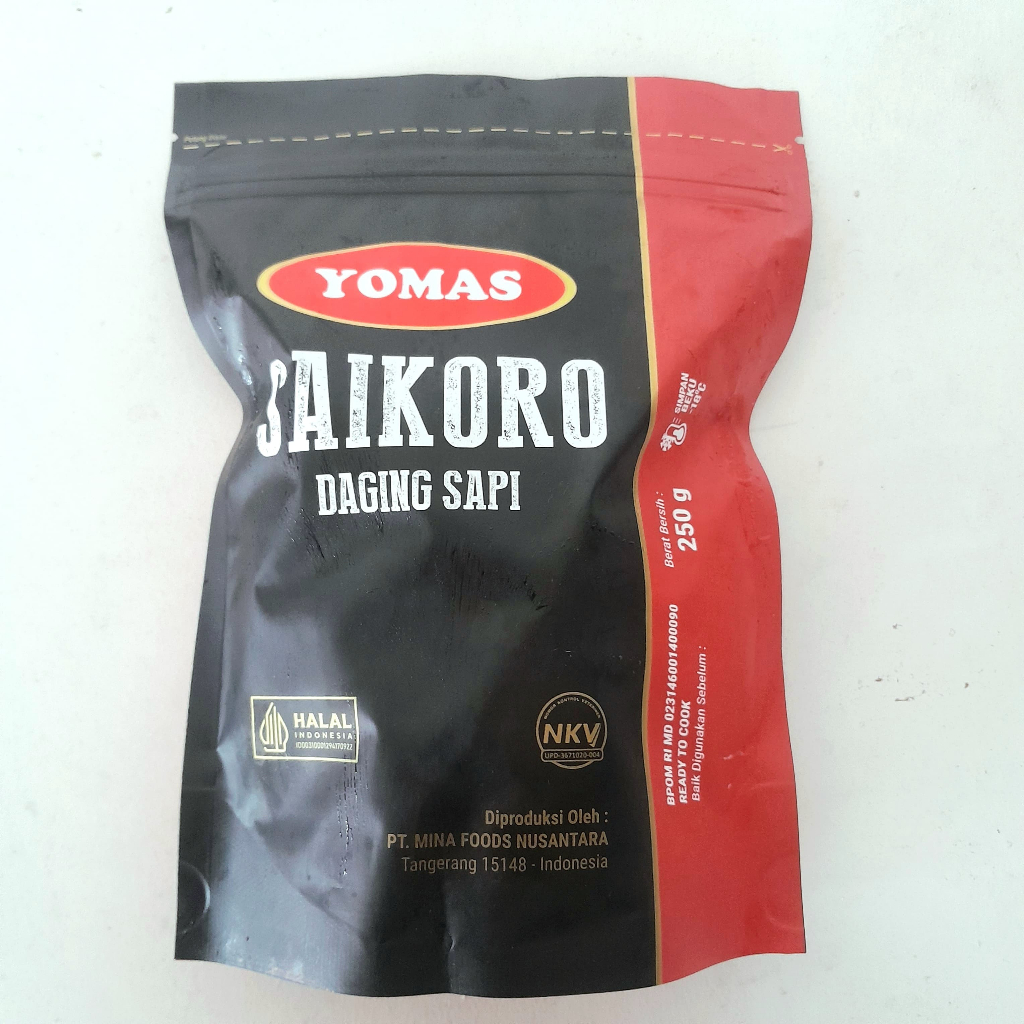 YOMAS
SAIKORO
DAGING SAPI
HALAL
INDONESIA
NKV
Diproduksi Oleh :
PT. MINA FOODS NUSANTARA
Tangerang 15148 - Indonesia
SIMPAN
BEKU
-18°C
Berat Bersih :
250 g
BPOM RI MD 023146001400090
READY TO COOK
Baik Digunakan Sebelum :